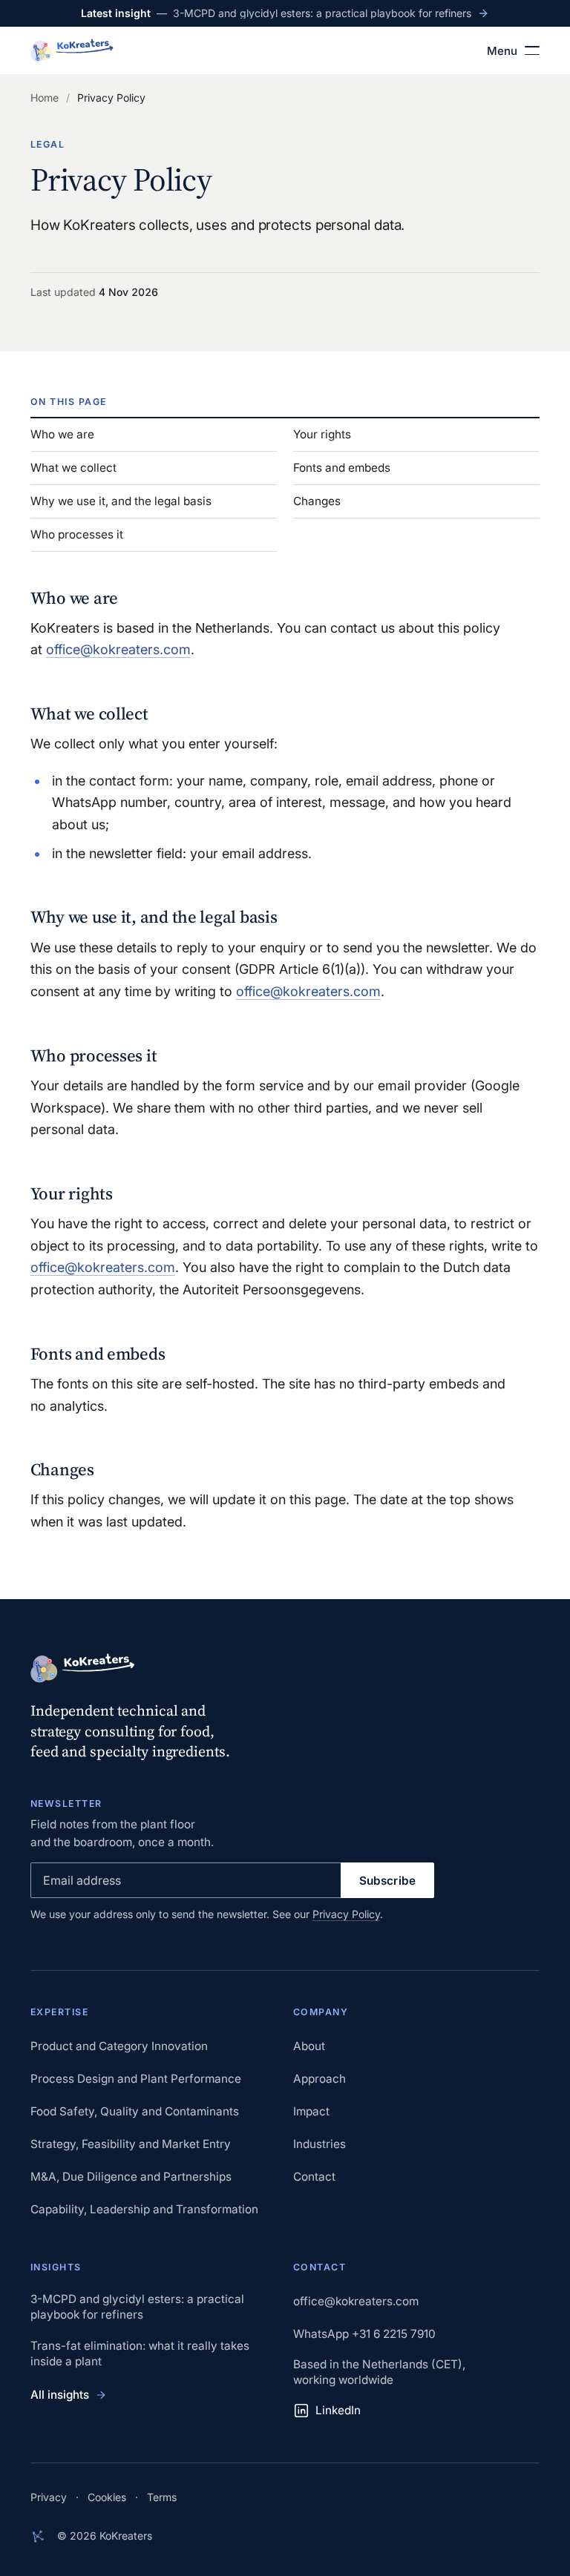 Latest insight — 3-MCPD and glycidyl esters: a practical playbook for refiners →
KoKreaters
Menu
Home / Privacy Policy
LEGAL
Privacy Policy
How KoKreaters collects, uses and protects personal data.
Last updated 4 Nov 2026
ON THIS PAGE
Who we are
What we collect
Why we use it, and the legal basis
Who processes it
Your rights
Fonts and embeds
Changes
Who we are
KoKreaters is based in the Netherlands. You can contact us about this policy
at office@kokreaters.com.
What we collect
We collect only what you enter yourself:
• in the contact form: your name, company, role, email address, phone or
WhatsApp number, country, area of interest, message, and how you heard
about us;
• in the newsletter field: your email address.
Why we use it, and the legal basis
We use these details to reply to your enquiry or to send you the newsletter. We do
this on the basis of your consent (GDPR Article 6(1)(a)). You can withdraw your
consent at any time by writing to office@kokreaters.com.
Who processes it
Your details are handled by the form service and by our email provider (Google
Workspace). We share them with no other third parties, and we never sell
personal data.
Your rights
You have the right to access, correct and delete your personal data, to restrict or
object to its processing, and to data portability. To use any of these rights, write to
office@kokreaters.com. You also have the right to complain to the Dutch data
protection authority, the Autoriteit Persoonsgegevens.
Fonts and embeds
The fonts on this site are self-hosted. The site has no third-party embeds and
no analytics.
Changes
If this policy changes, we will update it on this page. The date at the top shows
when it was last updated.
KoKreaters
Independent technical and
strategy consulting for food,
feed and specialty ingredients.
NEWSLETTER
Field notes from the plant floor
and the boardroom, once a month.
Email address
Subscribe
We use your address only to send the newsletter. See our Privacy Policy.
EXPERTISE
Product and Category Innovation
Process Design and Plant Performance
Food Safety, Quality and Contaminants
Strategy, Feasibility and Market Entry
M&A, Due Diligence and Partnerships
Capability, Leadership and Transformation
COMPANY
About
Approach
Impact
Industries
Contact
INSIGHTS
3-MCPD and glycidyl esters: a practical
playbook for refiners
Trans-fat elimination: what it really takes
inside a plant
All insights →
CONTACT
office@kokreaters.com
WhatsApp +31 6 2215 7910
Based in the Netherlands (CET),
working worldwide
LinkedIn
Privacy · Cookies · Terms
© 2026 KoKreaters